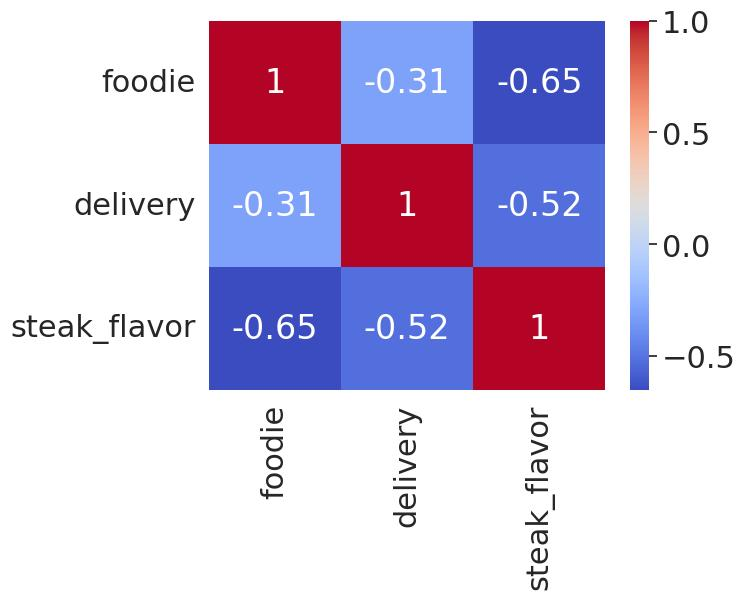 foodie 1 -0.31 -0.65
delivery -0.31 1 -0.52
steak_flavor -0.65 -0.52 1
foodie delivery steak_flavor
1.0
0.5
0.0
−0.5